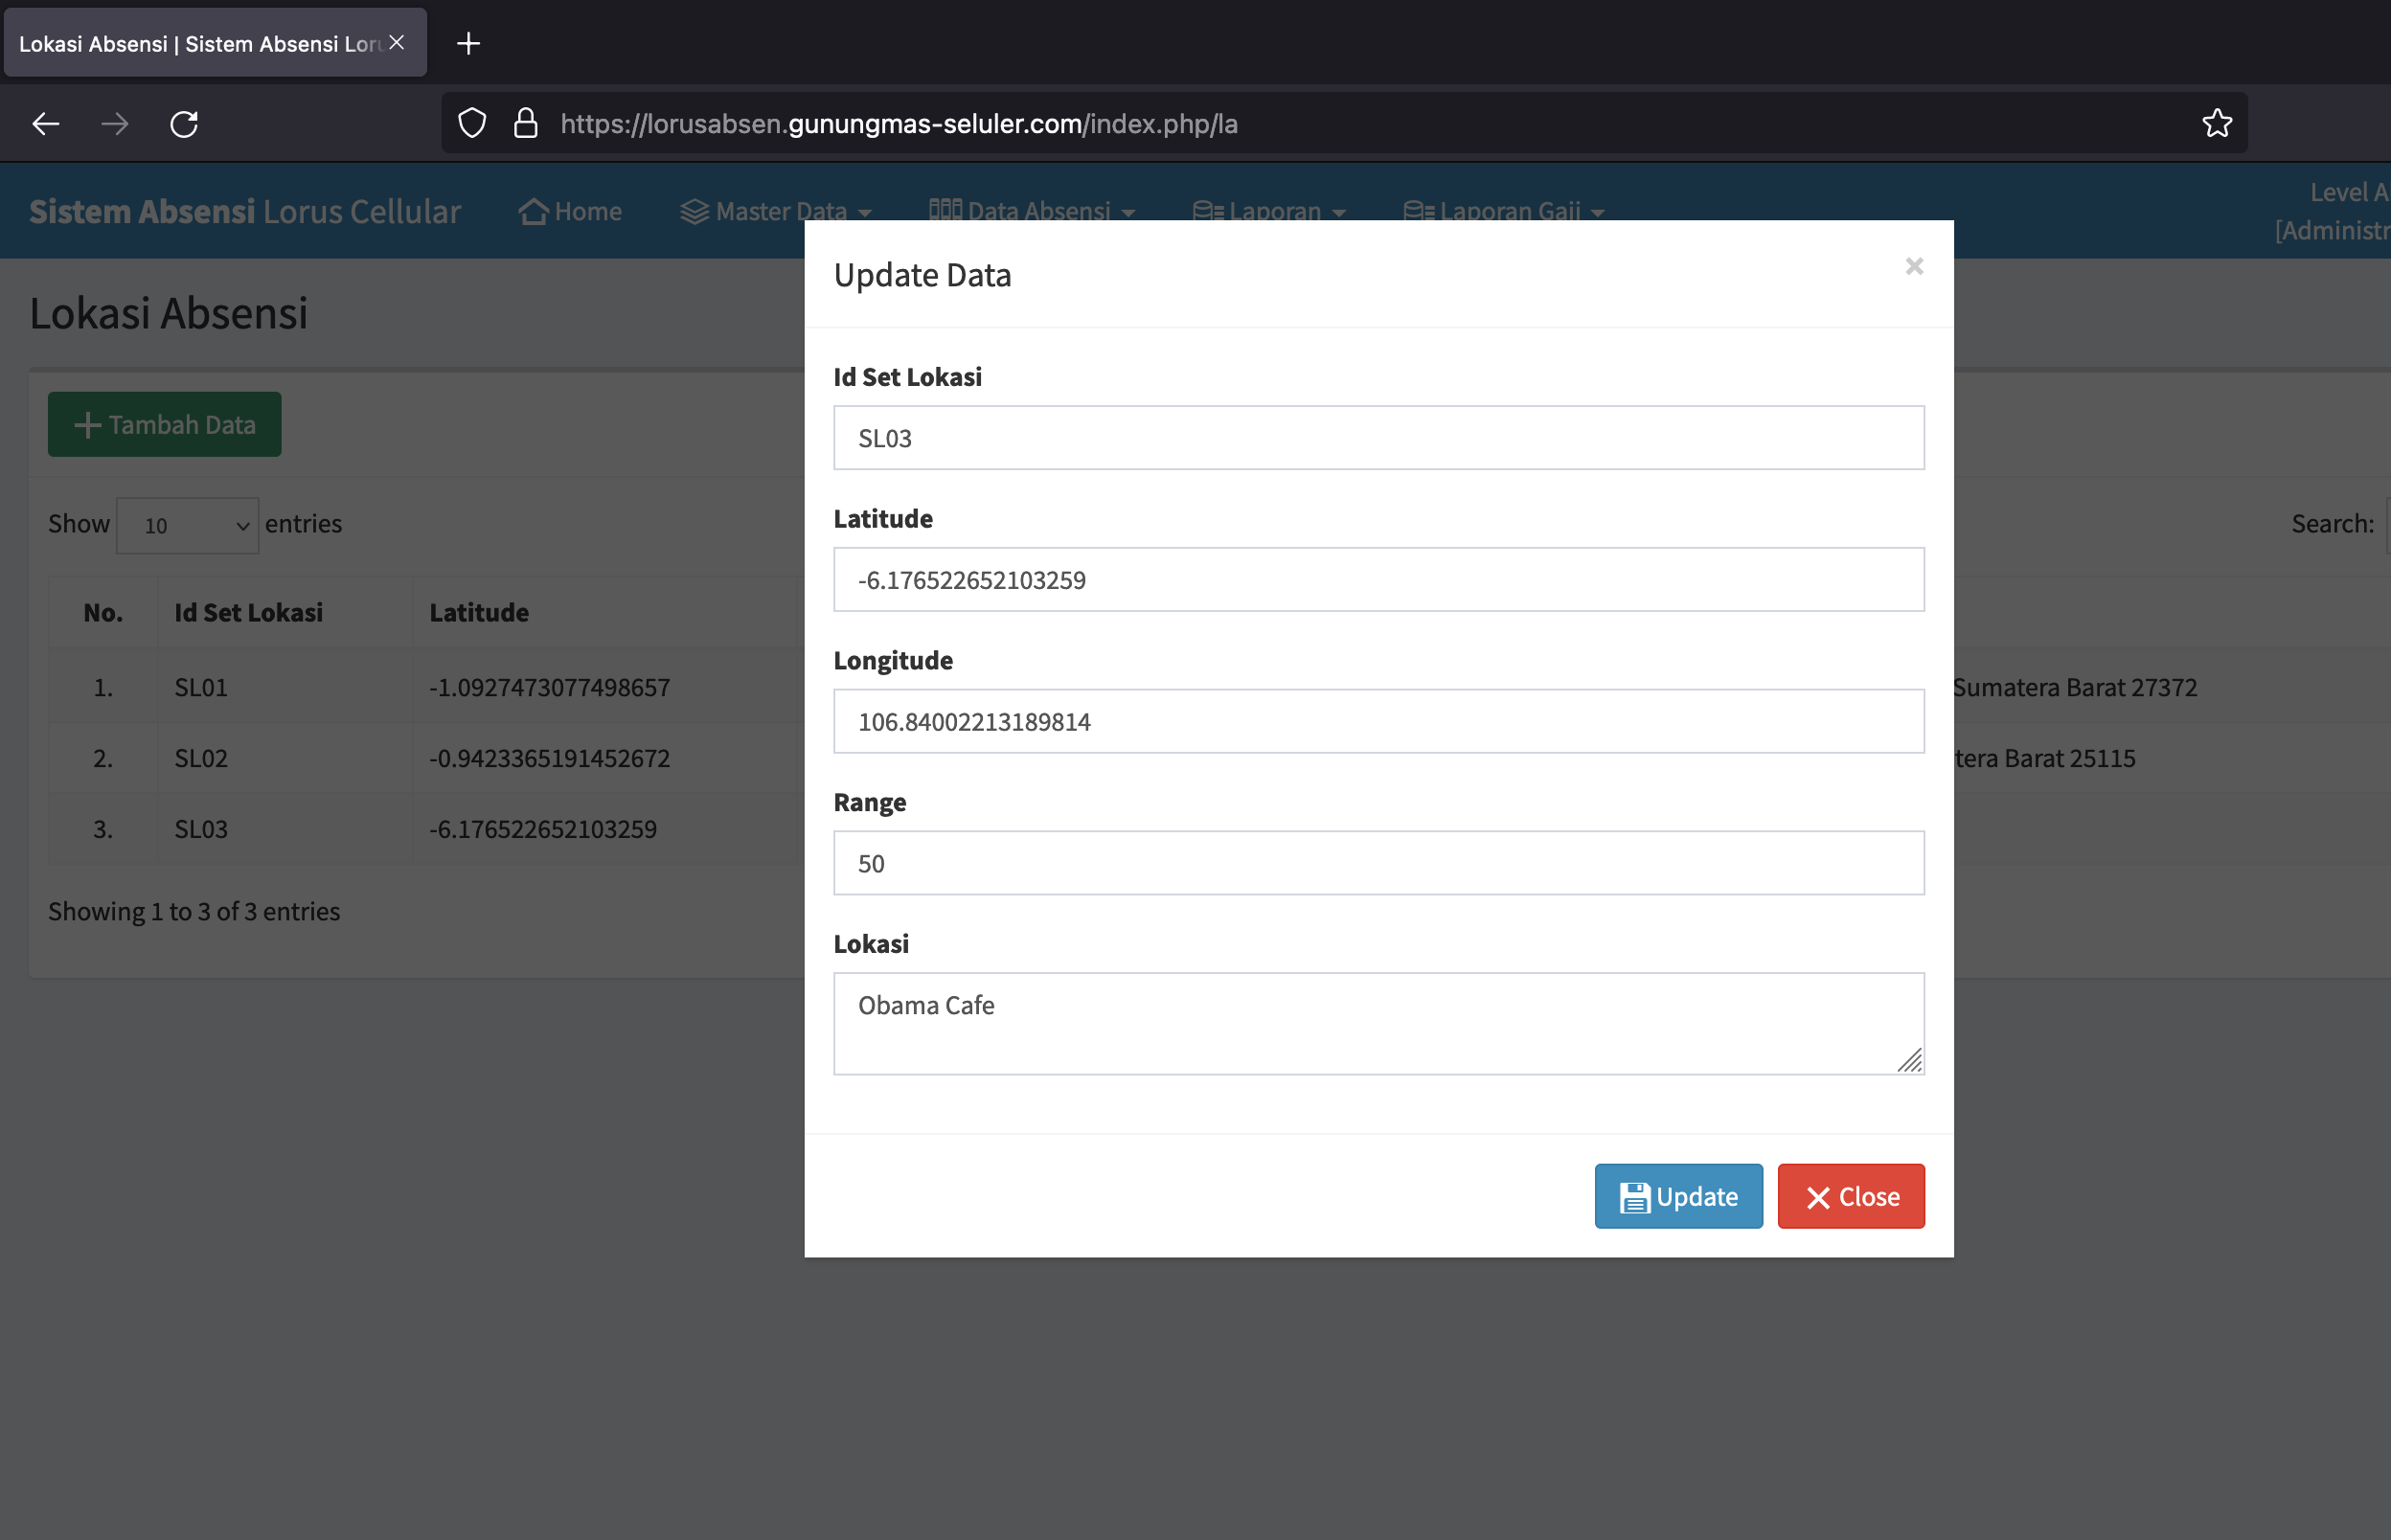 Lokasi Absensi | Sistem Absensi Lor
https://lorusabsen.gunungmas-seluler.com/index.php/la
Sistem Absensi Lorus Cellular Home Master Data Data Absensi Laporan Laporan Gaji
Level A
[Administr
Lokasi Absensi
Tambah Data
Show 10 entries
Search:
No. Id Set Lokasi Latitude
1. SL01 -1.0927473077498657 Sumatera Barat 27372
2. SL02 -0.9423365191452672 tera Barat 25115
3. SL03 -6.176522652103259
Showing 1 to 3 of 3 entries
Update Data ×
Id Set Lokasi
SL03
Latitude
-6.176522652103259
Longitude
106.84002213189814
Range
50
Lokasi
Obama Cafe
Update Close